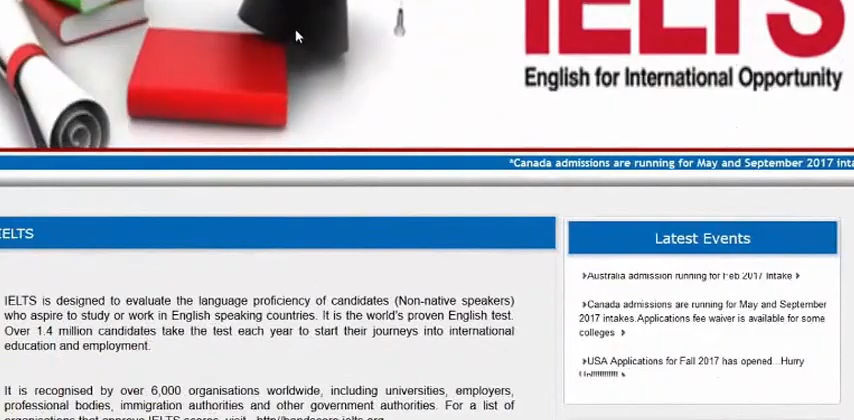 IELTS
English for International Opportunity
*Canada admissions are running for May and September 2017 inta
IELTS
Latest Events
Australia admission running for Feb 2017 Intake
IELTS is designed to evaluate the language proficiency of candidates (Non-native speakers)
who aspire to study or work in English speaking countries. It is the world's proven English test.
Over 1.4 million candidates take the test each year to start their journeys into international
education and employment.
Canada admissions are running for May and September
2017 intakes.Applications fee waiver is available for some
colleges
USA Applications for Fall 2017 has opened...Hurry
It is recognised by over 6,000 organisations worldwide, including universities, employers,
professional bodies, immigration authorities and other government authorities. For a list of
organisations that approve IELTS scores, visit